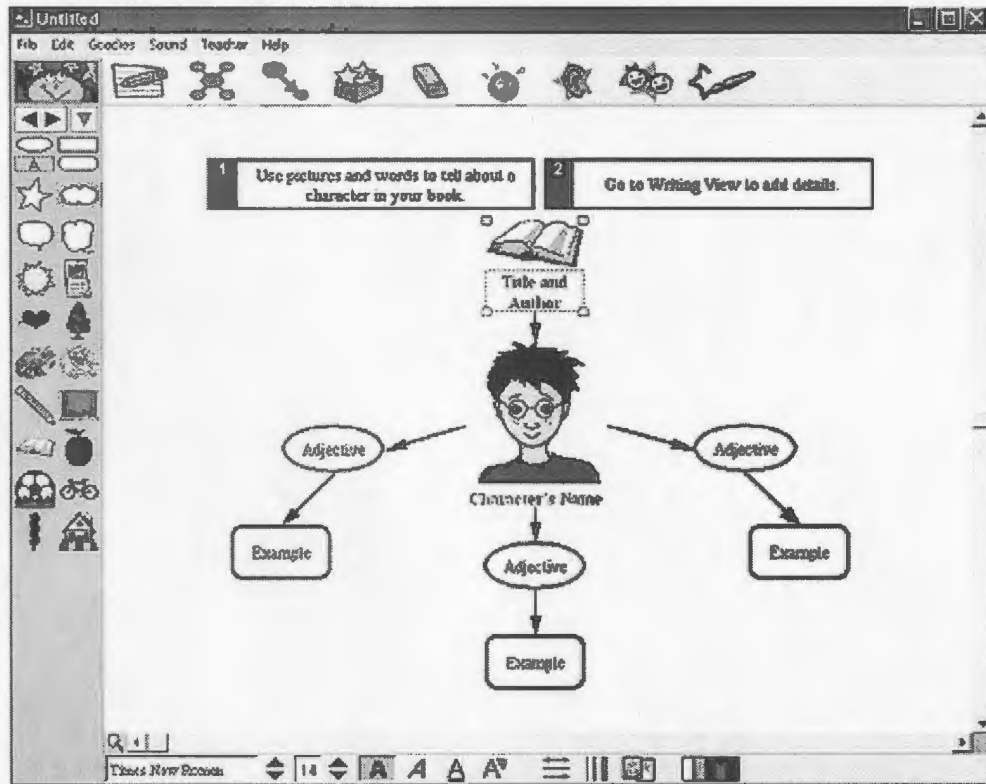 Untitled
File Edit Goodies Sound Teacher Help
A
1
Use pictures and words to tell about a
character in your book.
2
Go to Writing View to add details.
Title and
Author
Adjective
Adjective
Character's Name
Example
Adjective
Example
Example
Times New Roman
14
A A A A